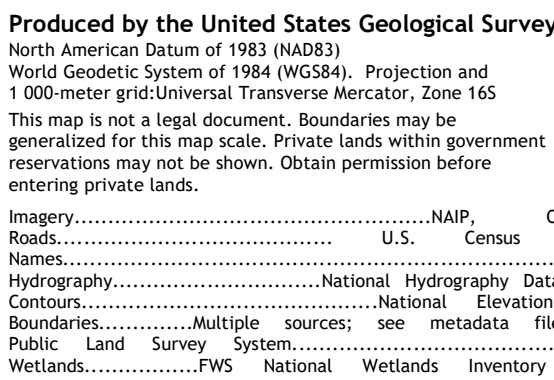 Produced by the United States Geological Survey
North American Datum of 1983 (NAD83)
World Geodetic System of 1984 (WGS84). Projection and
1 000-meter grid:Universal Transverse Mercator, Zone 16S
This map is not a legal document. Boundaries may be
generalized for this map scale. Private lands within government
reservations may not be shown. Obtain permission before
entering private lands.
Imagery....................................................NAIP,
Roads......................................... U.S. Census
Names....................................................................
Hydrography...............................National Hydrography
Contours............................................National Elevation
Boundaries..............Multiple sources; see metadata
Public Land Survey System.......................................
Wetlands.................FWS National Wetlands Inventory